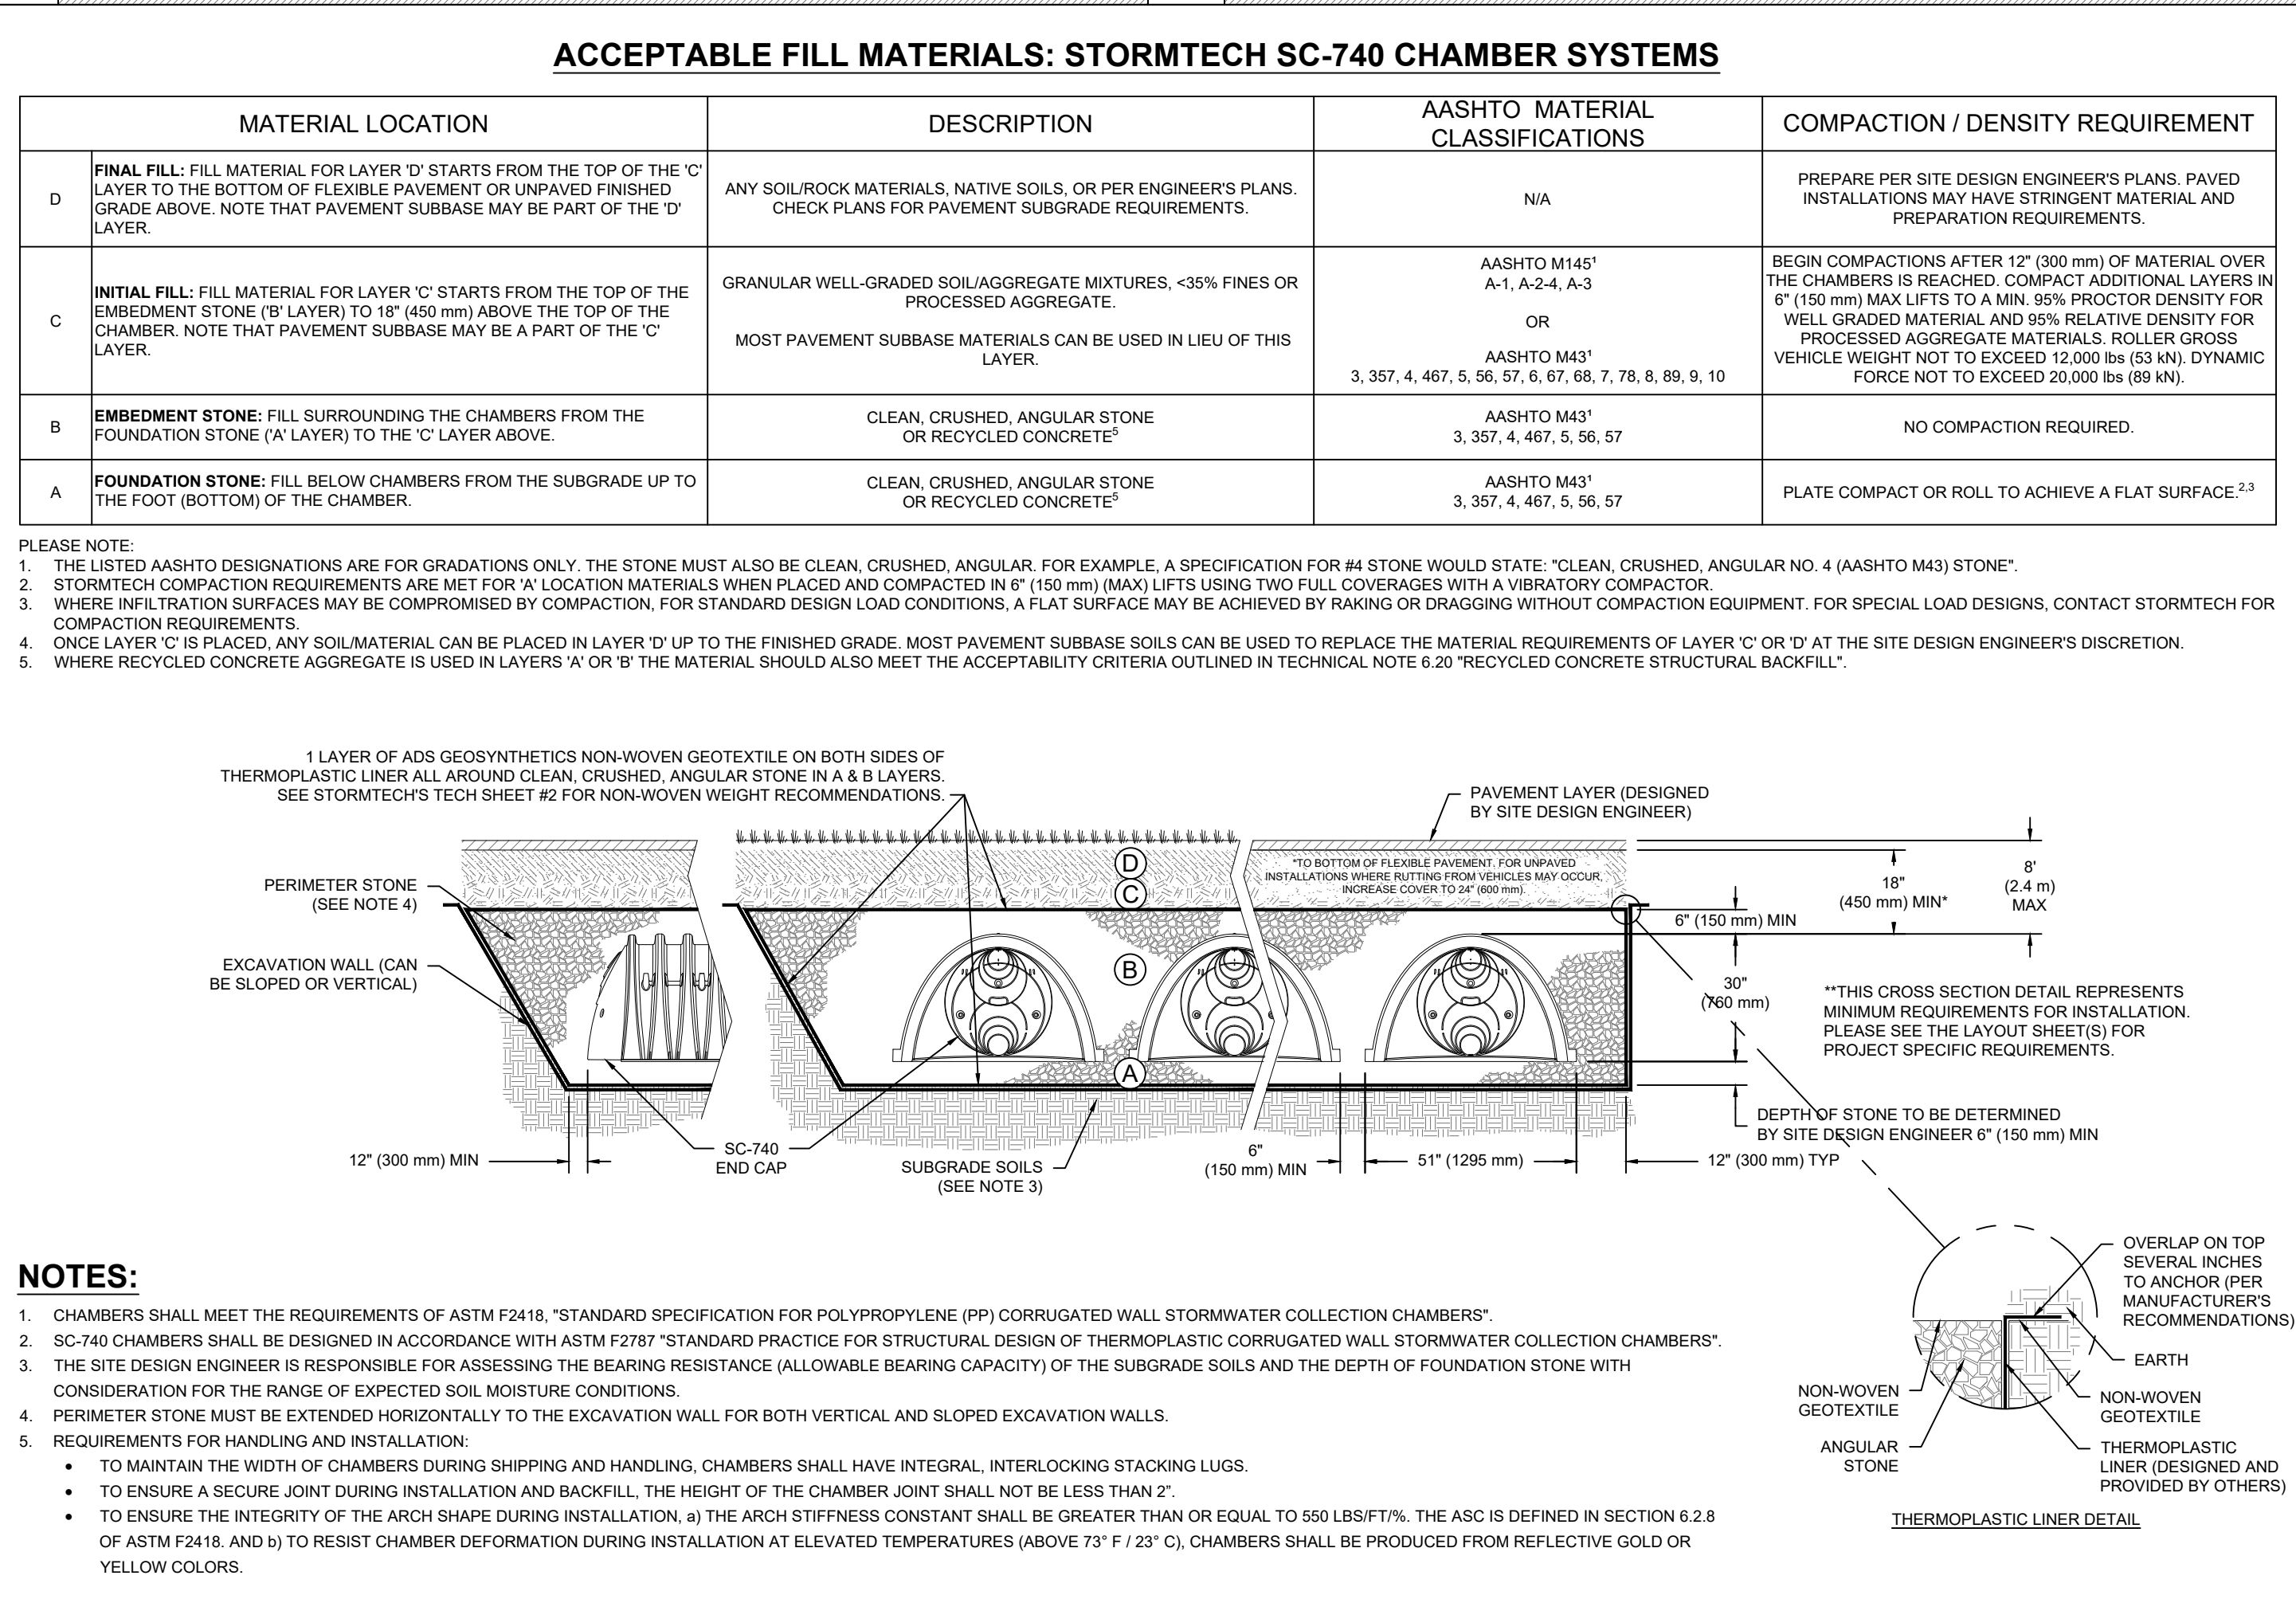 ACCEPTABLE FILL MATERIALS: STORMTECH SC-740 CHAMBER SYSTEMS
MATERIAL LOCATION
DESCRIPTION
AASHTO MATERIAL
CLASSIFICATIONS
COMPACTION / DENSITY REQUIREMENT
D
FINAL FILL: FILL MATERIAL FOR LAYER 'D' STARTS FROM THE TOP OF THE 'C'
LAYER TO THE BOTTOM OF FLEXIBLE PAVEMENT OR UNPAVED FINISHED
GRADE ABOVE. NOTE THAT PAVEMENT SUBBASE MAY BE PART OF THE 'D'
LAYER.
ANY SOIL/ROCK MATERIALS, NATIVE SOILS, OR PER ENGINEER'S PLANS.
CHECK PLANS FOR PAVEMENT SUBGRADE REQUIREMENTS.
N/A
PREPARE PER SITE DESIGN ENGINEER'S PLANS. PAVED
INSTALLATIONS MAY HAVE STRINGENT MATERIAL AND
PREPARATION REQUIREMENTS.
C
INITIAL FILL: FILL MATERIAL FOR LAYER 'C' STARTS FROM THE TOP OF THE
EMBEDMENT STONE ('B' LAYER) TO 18" (450 mm) ABOVE THE TOP OF THE
CHAMBER. NOTE THAT PAVEMENT SUBBASE MAY BE A PART OF THE 'C'
LAYER.
GRANULAR WELL-GRADED SOIL/AGGREGATE MIXTURES, <35% FINES OR
PROCESSED AGGREGATE.
MOST PAVEMENT SUBBASE MATERIALS CAN BE USED IN LIEU OF THIS
LAYER.
AASHTO M145¹
A-1, A-2-4, A-3
OR
AASHTO M43¹
3, 357, 4, 467, 5, 56, 57, 6, 67, 68, 7, 78, 8, 89, 9, 10
BEGIN COMPACTIONS AFTER 12" (300 mm) OF MATERIAL OVER
THE CHAMBERS IS REACHED. COMPACT ADDITIONAL LAYERS IN
6" (150 mm) MAX LIFTS TO A MIN. 95% PROCTOR DENSITY FOR
WELL GRADED MATERIAL AND 95% RELATIVE DENSITY FOR
PROCESSED AGGREGATE MATERIALS. ROLLER GROSS
VEHICLE WEIGHT NOT TO EXCEED 12,000 lbs (53 kN). DYNAMIC
FORCE NOT TO EXCEED 20,000 lbs (89 kN).
B
EMBEDMENT STONE: FILL SURROUNDING THE CHAMBERS FROM THE
FOUNDATION STONE ('A' LAYER) TO THE 'C' LAYER ABOVE.
CLEAN, CRUSHED, ANGULAR STONE
OR RECYCLED CONCRETE⁵
AASHTO M43¹
3, 357, 4, 467, 5, 56, 57
NO COMPACTION REQUIRED.
A
FOUNDATION STONE: FILL BELOW CHAMBERS FROM THE SUBGRADE UP TO
THE FOOT (BOTTOM) OF THE CHAMBER.
CLEAN, CRUSHED, ANGULAR STONE
OR RECYCLED CONCRETE⁵
AASHTO M43¹
3, 357, 4, 467, 5, 56, 57
PLATE COMPACT OR ROLL TO ACHIEVE A FLAT SURFACE.²,³
PLEASE NOTE:
1. THE LISTED AASHTO DESIGNATIONS ARE FOR GRADATIONS ONLY. THE STONE MUST ALSO BE CLEAN, CRUSHED, ANGULAR. FOR EXAMPLE, A SPECIFICATION FOR #4 STONE WOULD STATE: "CLEAN, CRUSHED, ANGULAR NO. 4 (AASHTO M43) STONE".
2. STORMTECH COMPACTION REQUIREMENTS ARE MET FOR 'A' LOCATION MATERIALS WHEN PLACED AND COMPACTED IN 6" (150 mm) (MAX) LIFTS USING TWO FULL COVERAGES WITH A VIBRATORY COMPACTOR.
3. WHERE INFILTRATION SURFACES MAY BE COMPROMISED BY COMPACTION, FOR STANDARD DESIGN LOAD CONDITIONS, A FLAT SURFACE MAY BE ACHIEVED BY RAKING OR DRAGGING WITHOUT COMPACTION EQUIPMENT. FOR SPECIAL LOAD DESIGNS, CONTACT STORMTECH FOR
COMPACTION REQUIREMENTS.
4. ONCE LAYER 'C' IS PLACED, ANY SOIL/MATERIAL CAN BE PLACED IN LAYER 'D' UP TO THE FINISHED GRADE. MOST PAVEMENT SUBBASE SOILS CAN BE USED TO REPLACE THE MATERIAL REQUIREMENTS OF LAYER 'C' OR 'D' AT THE SITE DESIGN ENGINEER'S DISCRETION.
5. WHERE RECYCLED CONCRETE AGGREGATE IS USED IN LAYERS 'A' OR 'B' THE MATERIAL SHOULD ALSO MEET THE ACCEPTABILITY CRITERIA OUTLINED IN TECHNICAL NOTE 6.20 "RECYCLED CONCRETE STRUCTURAL BACKFILL".
1 LAYER OF ADS GEOSYNTHETICS NON-WOVEN GEOTEXTILE ON BOTH SIDES OF
THERMOPLASTIC LINER ALL AROUND CLEAN, CRUSHED, ANGULAR STONE IN A & B LAYERS.
SEE STORMTECH'S TECH SHEET #2 FOR NON-WOVEN WEIGHT RECOMMENDATIONS.
PAVEMENT LAYER (DESIGNED
BY SITE DESIGN ENGINEER)
PERIMETER STONE
(SEE NOTE 4)
EXCAVATION WALL (CAN
BE SLOPED OR VERTICAL)
D
C
B
A
*TO BOTTOM OF FLEXIBLE PAVEMENT. FOR UNPAVED
INSTALLATIONS WHERE RUTTING FROM VEHICLES MAY OCCUR,
INCREASE COVER TO 24" (600 mm).
6" (150 mm) MIN
18"
(450 mm) MIN*
8'
(2.4 m)
MAX
30"
(760 mm)
**THIS CROSS SECTION DETAIL REPRESENTS
MINIMUM REQUIREMENTS FOR INSTALLATION.
PLEASE SEE THE LAYOUT SHEET(S) FOR
PROJECT SPECIFIC REQUIREMENTS.
DEPTH OF STONE TO BE DETERMINED
BY SITE DESIGN ENGINEER 6" (150 mm) MIN
12" (300 mm) MIN
SC-740
END CAP
SUBGRADE SOILS
(SEE NOTE 3)
6"
(150 mm) MIN
51" (1295 mm)
12" (300 mm) TYP
OVERLAP ON TOP
SEVERAL INCHES
TO ANCHOR (PER
MANUFACTURER'S
RECOMMENDATIONS)
EARTH
NON-WOVEN
GEOTEXTILE
NON-WOVEN
GEOTEXTILE
ANGULAR
STONE
THERMOPLASTIC
LINER (DESIGNED AND
PROVIDED BY OTHERS)
THERMOPLASTIC LINER DETAIL
NOTES:
1. CHAMBERS SHALL MEET THE REQUIREMENTS OF ASTM F2418, "STANDARD SPECIFICATION FOR POLYPROPYLENE (PP) CORRUGATED WALL STORMWATER COLLECTION CHAMBERS".
2. SC-740 CHAMBERS SHALL BE DESIGNED IN ACCORDANCE WITH ASTM F2787 "STANDARD PRACTICE FOR STRUCTURAL DESIGN OF THERMOPLASTIC CORRUGATED WALL STORMWATER COLLECTION CHAMBERS".
3. THE SITE DESIGN ENGINEER IS RESPONSIBLE FOR ASSESSING THE BEARING RESISTANCE (ALLOWABLE BEARING CAPACITY) OF THE SUBGRADE SOILS AND THE DEPTH OF FOUNDATION STONE WITH
CONSIDERATION FOR THE RANGE OF EXPECTED SOIL MOISTURE CONDITIONS.
4. PERIMETER STONE MUST BE EXTENDED HORIZONTALLY TO THE EXCAVATION WALL FOR BOTH VERTICAL AND SLOPED EXCAVATION WALLS.
5. REQUIREMENTS FOR HANDLING AND INSTALLATION:
• TO MAINTAIN THE WIDTH OF CHAMBERS DURING SHIPPING AND HANDLING, CHAMBERS SHALL HAVE INTEGRAL, INTERLOCKING STACKING LUGS.
• TO ENSURE A SECURE JOINT DURING INSTALLATION AND BACKFILL, THE HEIGHT OF THE CHAMBER JOINT SHALL NOT BE LESS THAN 2”.
• TO ENSURE THE INTEGRITY OF THE ARCH SHAPE DURING INSTALLATION, a) THE ARCH STIFFNESS CONSTANT SHALL BE GREATER THAN OR EQUAL TO 550 LBS/FT/%. THE ASC IS DEFINED IN SECTION 6.2.8
OF ASTM F2418. AND b) TO RESIST CHAMBER DEFORMATION DURING INSTALLATION AT ELEVATED TEMPERATURES (ABOVE 73° F / 23° C), CHAMBERS SHALL BE PRODUCED FROM REFLECTIVE GOLD OR
YELLOW COLORS.